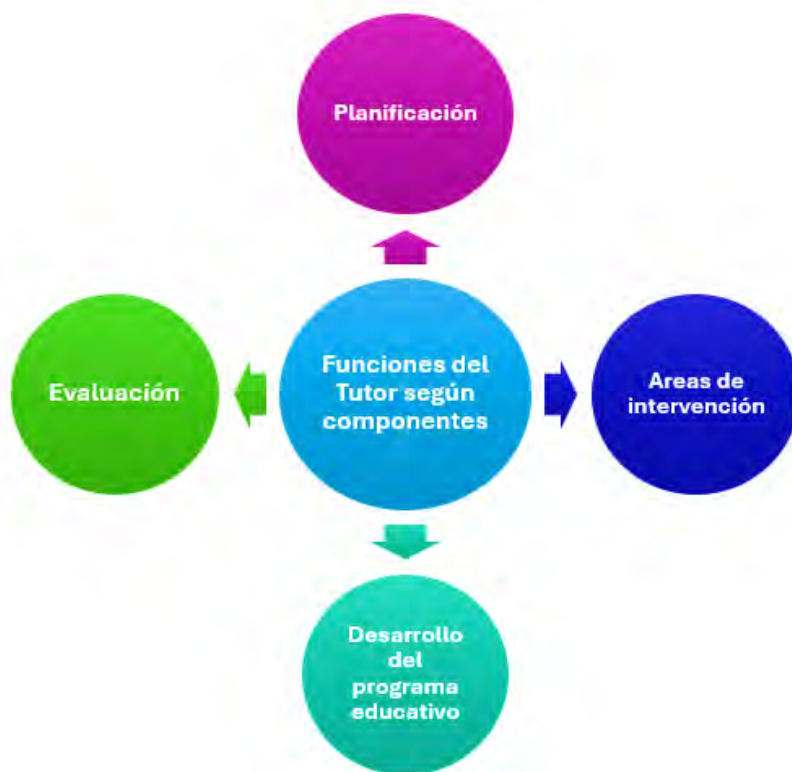 Planificación
Evaluación
Funciones del
Tutor según
componentes
Areas de
intervención
Desarrollo
del
programa
educativo